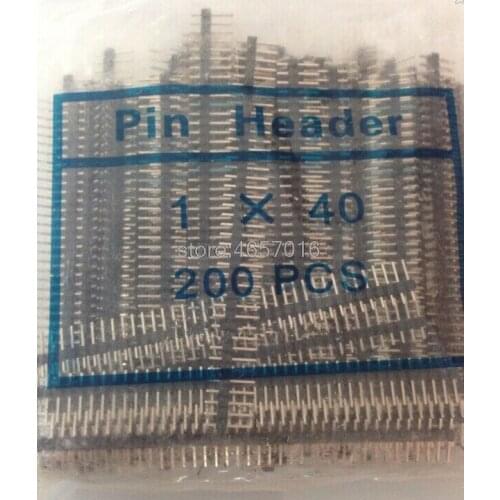 Pin Header
1 X 40
store: 4657016
200 PCS